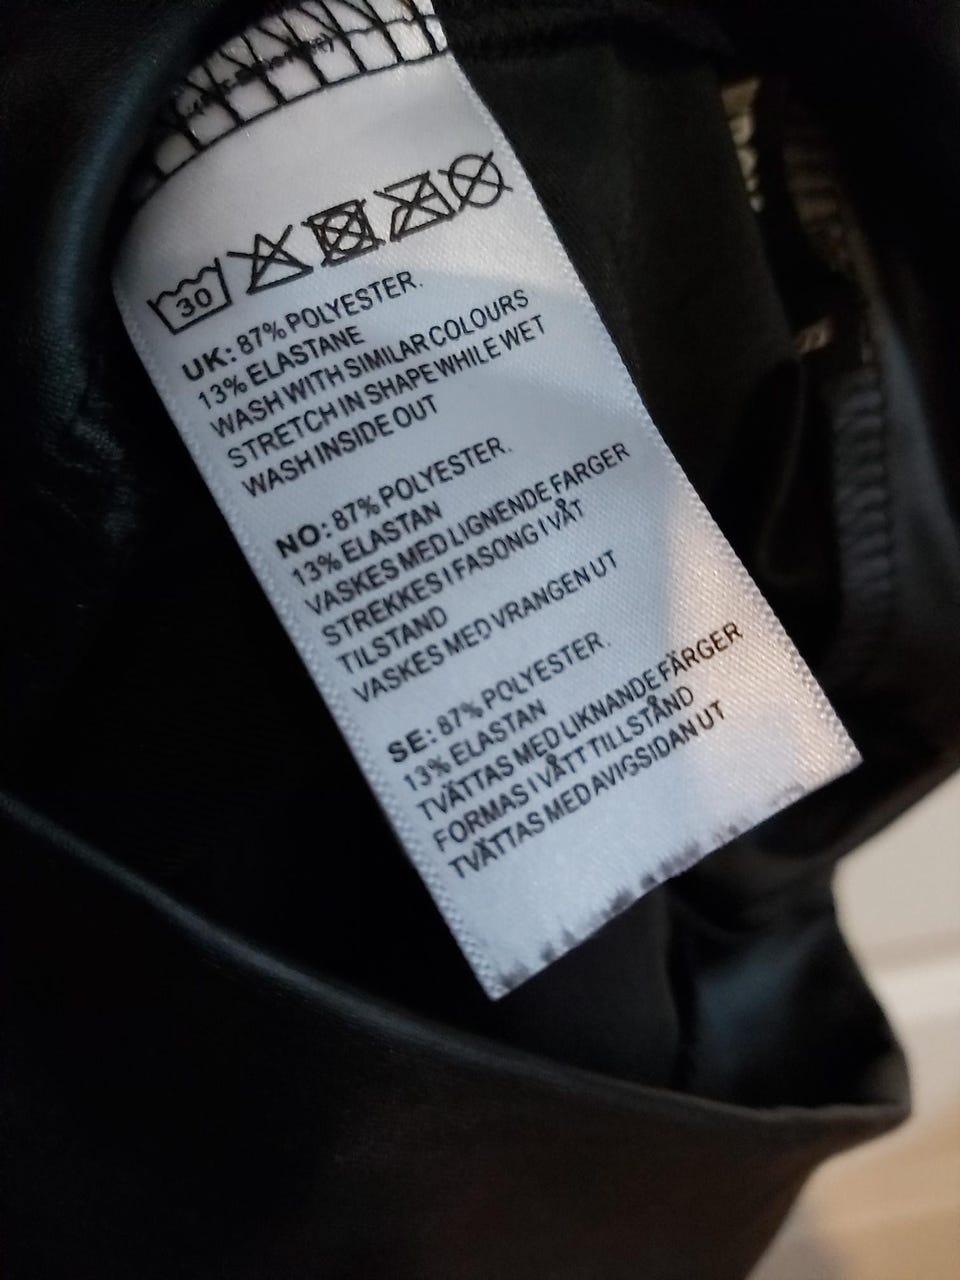 30
UK: 87% POLYESTER.
13% ELASTANE
WASH WITH SIMILAR COLOURS
STRETCH IN SHAPE WHILE WET
WASH INSIDE OUT
NO: 87% POLYESTER.
13% ELASTAN
VASKES MED LIGNENDE FARGER
STREKKES I FASONG I VÅT
TILSTAND
VASKES MED VRANGEN UT
SE: 87% POLYESTER.
13% ELASTAN
TVÄTTAS MED LIKNANDE FÄRGER
FORMAS I VÅTT TILLSTÅND
TVÄTTAS MED AVIGSIDAN UT